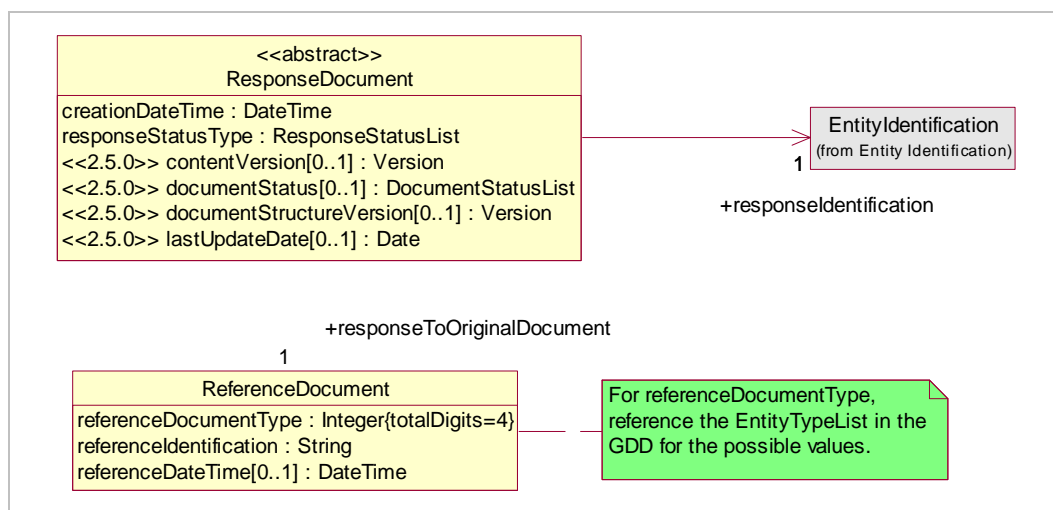 <<abstract>>
ResponseDocument
creationDateTime : DateTime
responseStatusType : ResponseStatusList
<<2.5.0>> contentVersion[0..1] : Version
<<2.5.0>> documentStatus[0..1] : DocumentStatusList
<<2.5.0>> documentStructureVersion[0..1] : Version
<<2.5.0>> lastUpdateDate[0..1] : Date
EntityIdentification
(from Entity Identification)
1
+responseIdentification
+responseToOriginalDocument
1
ReferenceDocument
referenceDocumentType : Integer{totalDigits=4}
referenceIdentification : String
referenceDateTime[0..1] : DateTime
For referenceDocumentType,
reference the EntityTypeList in the
GDD for the possible values.